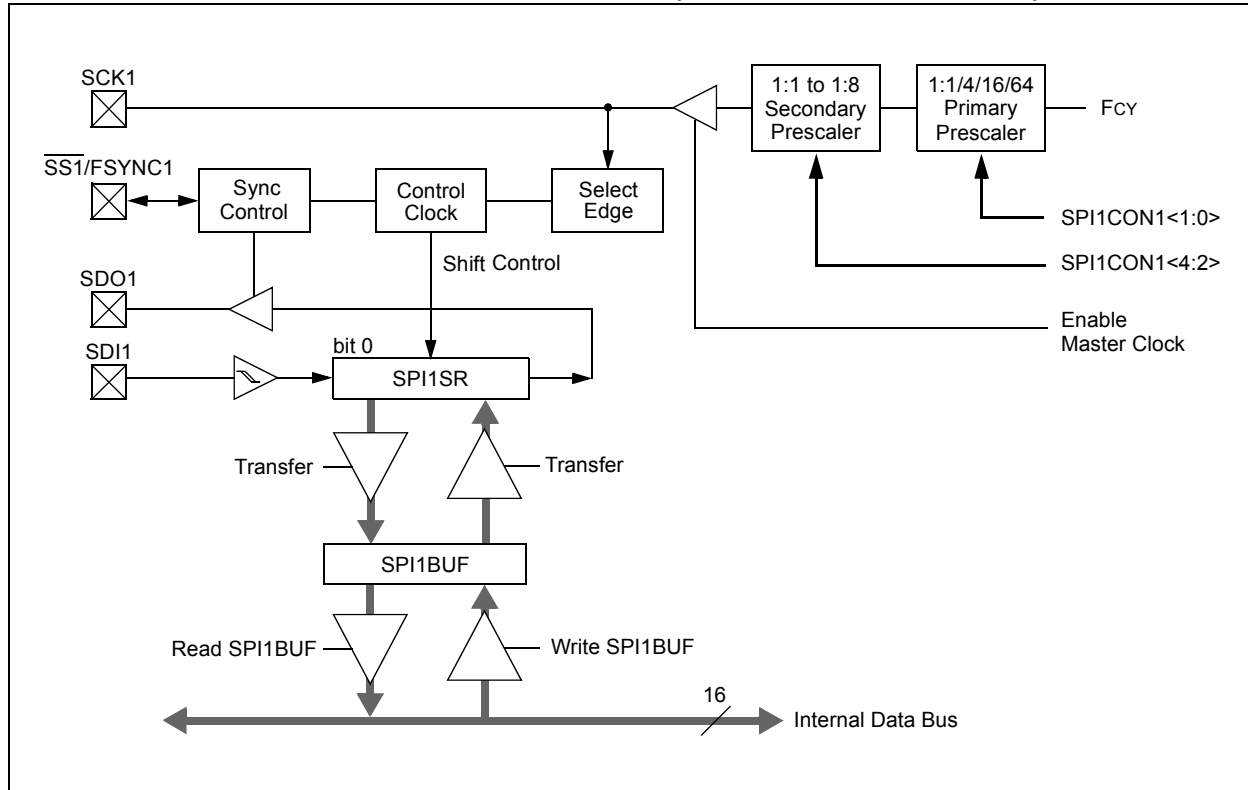 SCK1
1:1 to 1:8
Secondary
Prescaler
1:1/4/16/64
Primary
Prescaler
FCY
SS1/FSYNC1
Sync
Control
Control
Clock
Select
Edge
SPI1CON1<1:0>
Shift Control
SPI1CON1<4:2>
SDO1
Enable
Master Clock
SDI1
bit 0
SPI1SR
Transfer
Transfer
SPI1BUF
Read SPI1BUF
Write SPI1BUF
16
Internal Data Bus